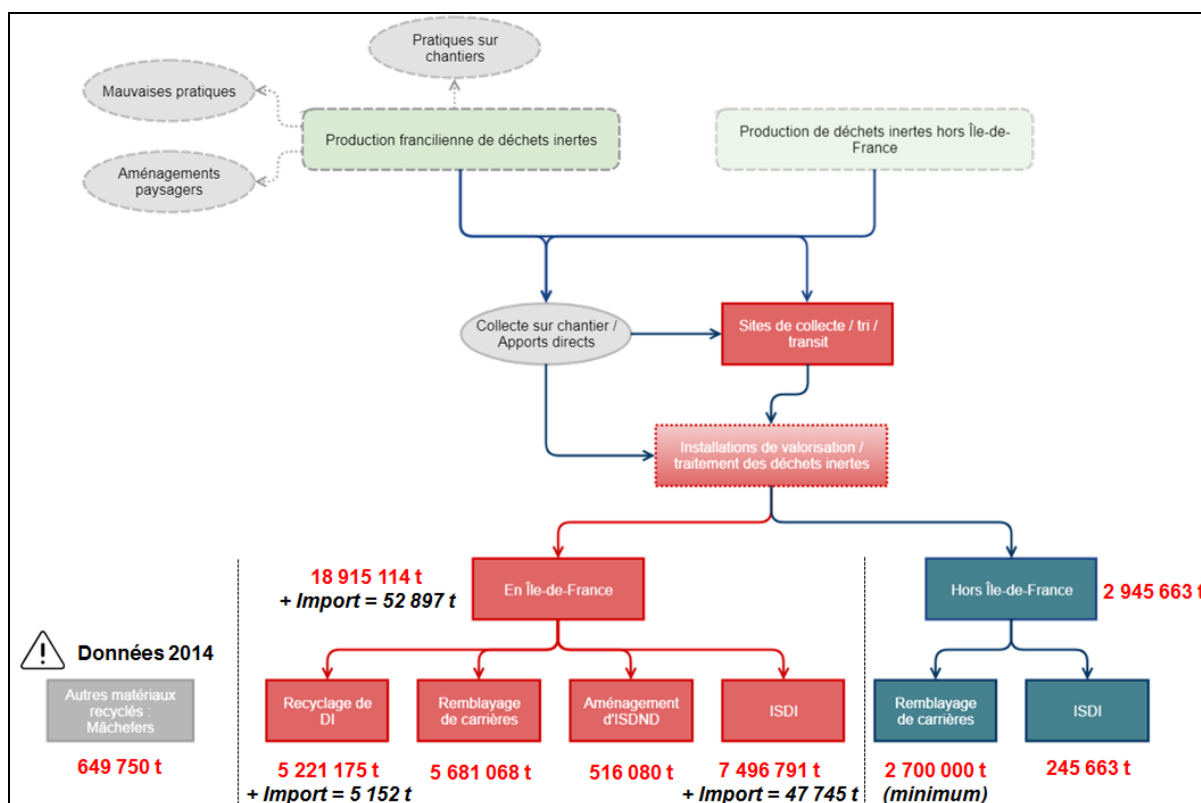 Pratiques sur
chantiers
Mauvaises pratiques
Production francilienne de déchets inertes
Production de déchets inertes hors Île-de-
France
Aménagements
paysagers
Collecte sur chantier /
Apports directs
Sites de collecte / tri /
transit
Installations de valorisation /
traitement des déchets inertes
18 915 114 t
+ Import = 52 897 t
En Île-de-France
Hors Île-de-France
2 945 663 t
Données 2014
Autres matériaux
recyclés :
Mâchefers
649 750 t
Recyclage de
DI
Remblayage
de carrières
Aménagement
d'ISDND
ISDI
Remblayage
de carrières
ISDI
5 221 175 t
+ Import = 5 152 t
5 681 068 t
516 080 t
7 496 791 t
+ Import = 47 745 t
2 700 000 t
(minimum)
245 663 t